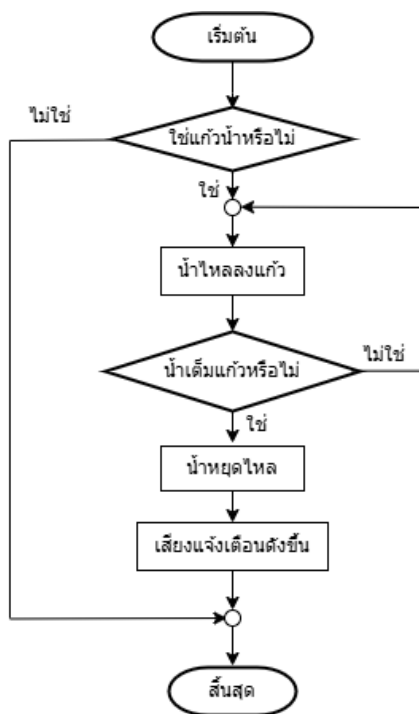 เริ่มต้น
ไม่ใช่
ใช่แก้วน้ำหรือไม่
ใช่
น้ำไหลลงแก้ว
น้ำเต็มแก้วหรือไม่
ไม่ใช่
ใช่
น้ำหยุดไหล
เสียงแจ้งเตือนดังขึ้น
สิ้นสุด